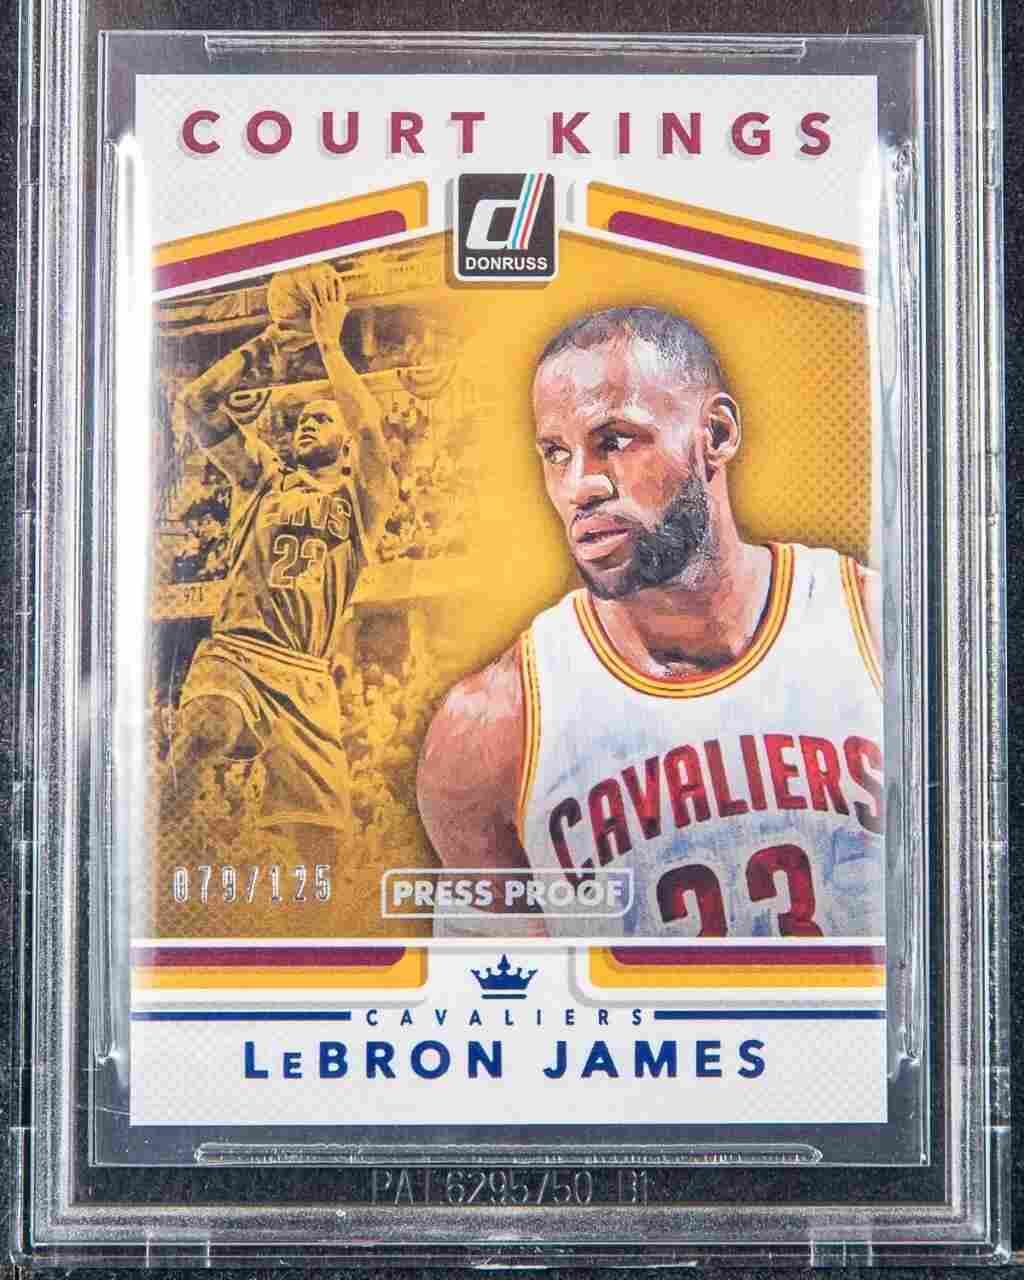 COURT KINGS
d
DONRUSS
CAVS
23
CAVALIERS
23
079/125
PRESS PROOF
CAVALIERS
LeBRON JAMES
PAT 6295750 B1